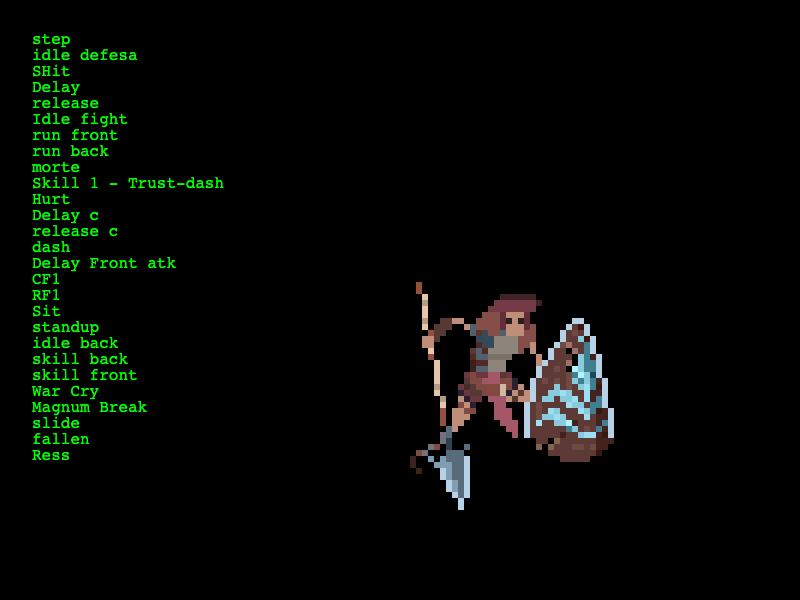 step
idle defesa
SHit
Delay
release
Idle fight
run front
run back
morte
Skill 1 - Trust-dash
Hurt
Delay c
release c
dash
Delay Front atk
CF1
RF1
Sit
standup
idle back
skill back
skill front
War Cry
Magnum Break
slide
fallen
Ress